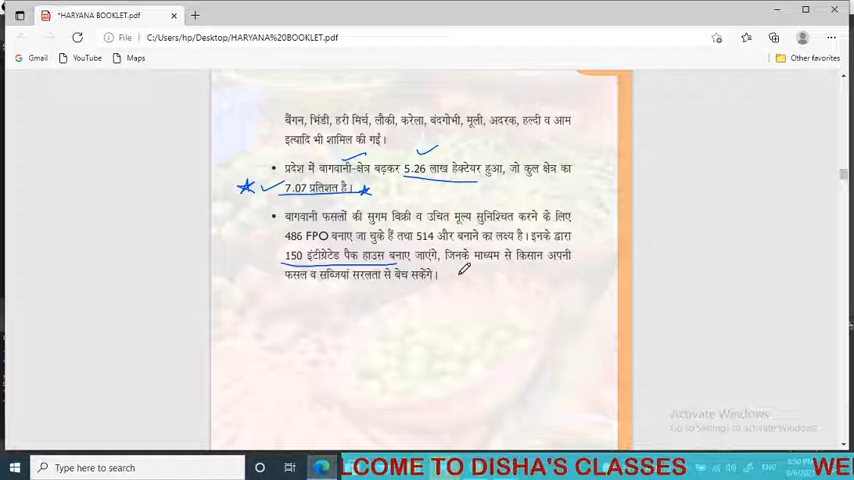 *HARYANA BOOKLET.pdf
File C:/Users/hp/Desktop/HARYANA%20BOOKLET.pdf
Gmail YouTube Maps Other favorites
बैंगन, भिंडी, हरी मिर्च, लौकी, करेला, बंदगोभी, मूली, अदरक, हल्दी व आम
इत्यादि भी शामिल की गईं।
• प्रदेश में बागवानी-क्षेत्र बढ़कर 5.26 लाख हेक्टेयर हुआ, जो कुल क्षेत्र का
7.07 प्रतिशत है।
• बागवानी फसलों की सुगम बिक्री व उचित मूल्य सुनिश्चित करने के लिए
486 FPO बनाए जा चुके हैं तथा 514 और बनाने का लक्ष्य है। इनके द्वारा
150 इंटीग्रेटेड पैक हाउस बनाए जाएंगे, जिनके माध्यम से किसान अपनी
फसल व सब्जियां सरलता से बेच सकेंगे।
Activate Windows
Go to Settings to activate Windows.
Type here to search
LCOME TO DISHA'S CLASSES WE
ENG 6:50 PM